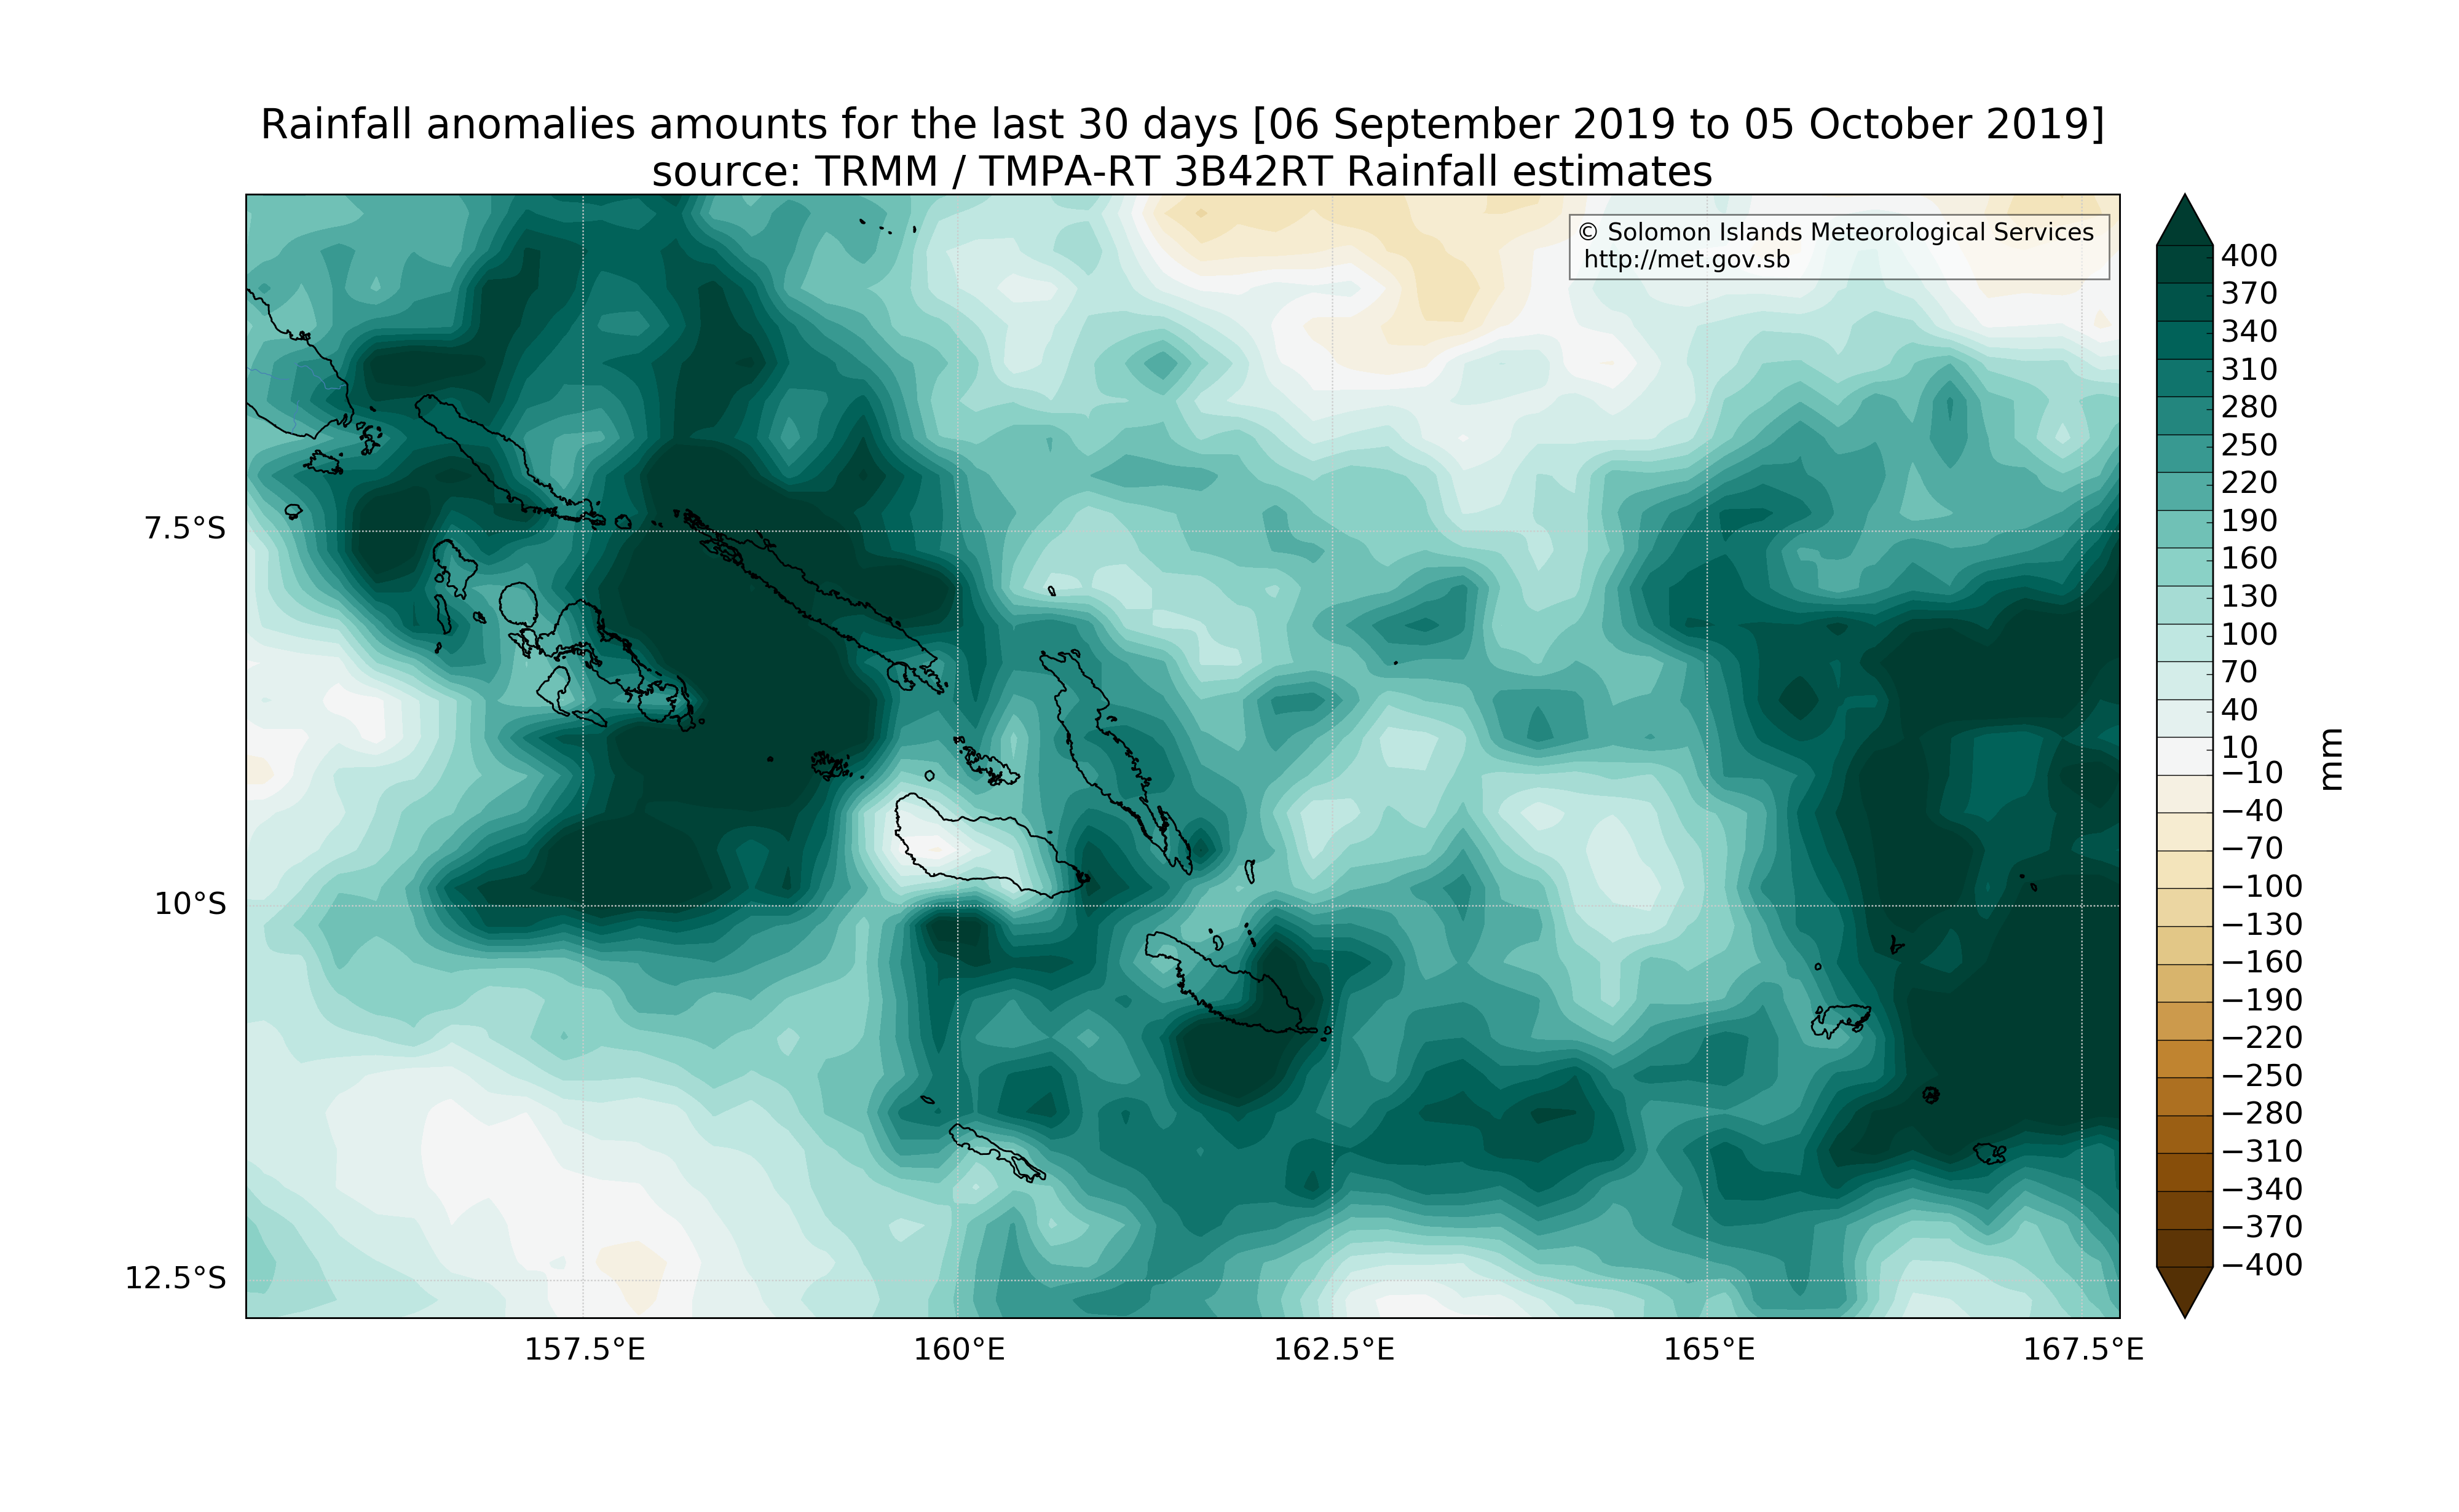 Rainfall anomalies amounts for the last 30 days [06 September 2019 to 05 October 2019]
source: TRMM / TMPA-RT 3B42RT Rainfall estimates
© Solomon Islands Meteorological Services
http://met.gov.sb
7.5°S
10°S
12.5°S
157.5°E
160°E
162.5°E
165°E
167.5°E
400
370
340
310
280
250
220
190
160
130
100
70
40
10
−10
−40
−70
−100
−130
−160
−190
−220
−250
−280
−310
−340
−370
−400
mm